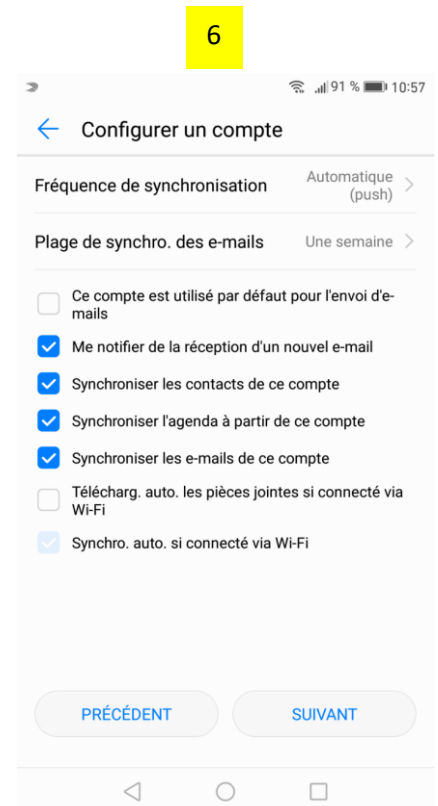 6
91 % 10:57
Configurer un compte
Fréquence de synchronisation
Automatique
(push)
Plage de synchro. des e-mails
Une semaine
Ce compte est utilisé par défaut pour l'envoi d'e-
mails
Me notifier de la réception d'un nouvel e-mail
Synchroniser les contacts de ce compte
Synchroniser l'agenda à partir de ce compte
Synchroniser les e-mails de ce compte
Télécharg. auto. les pièces jointes si connecté via
Wi-Fi
Synchro. auto. si connecté via Wi-Fi
PRÉCÉDENT
SUIVANT